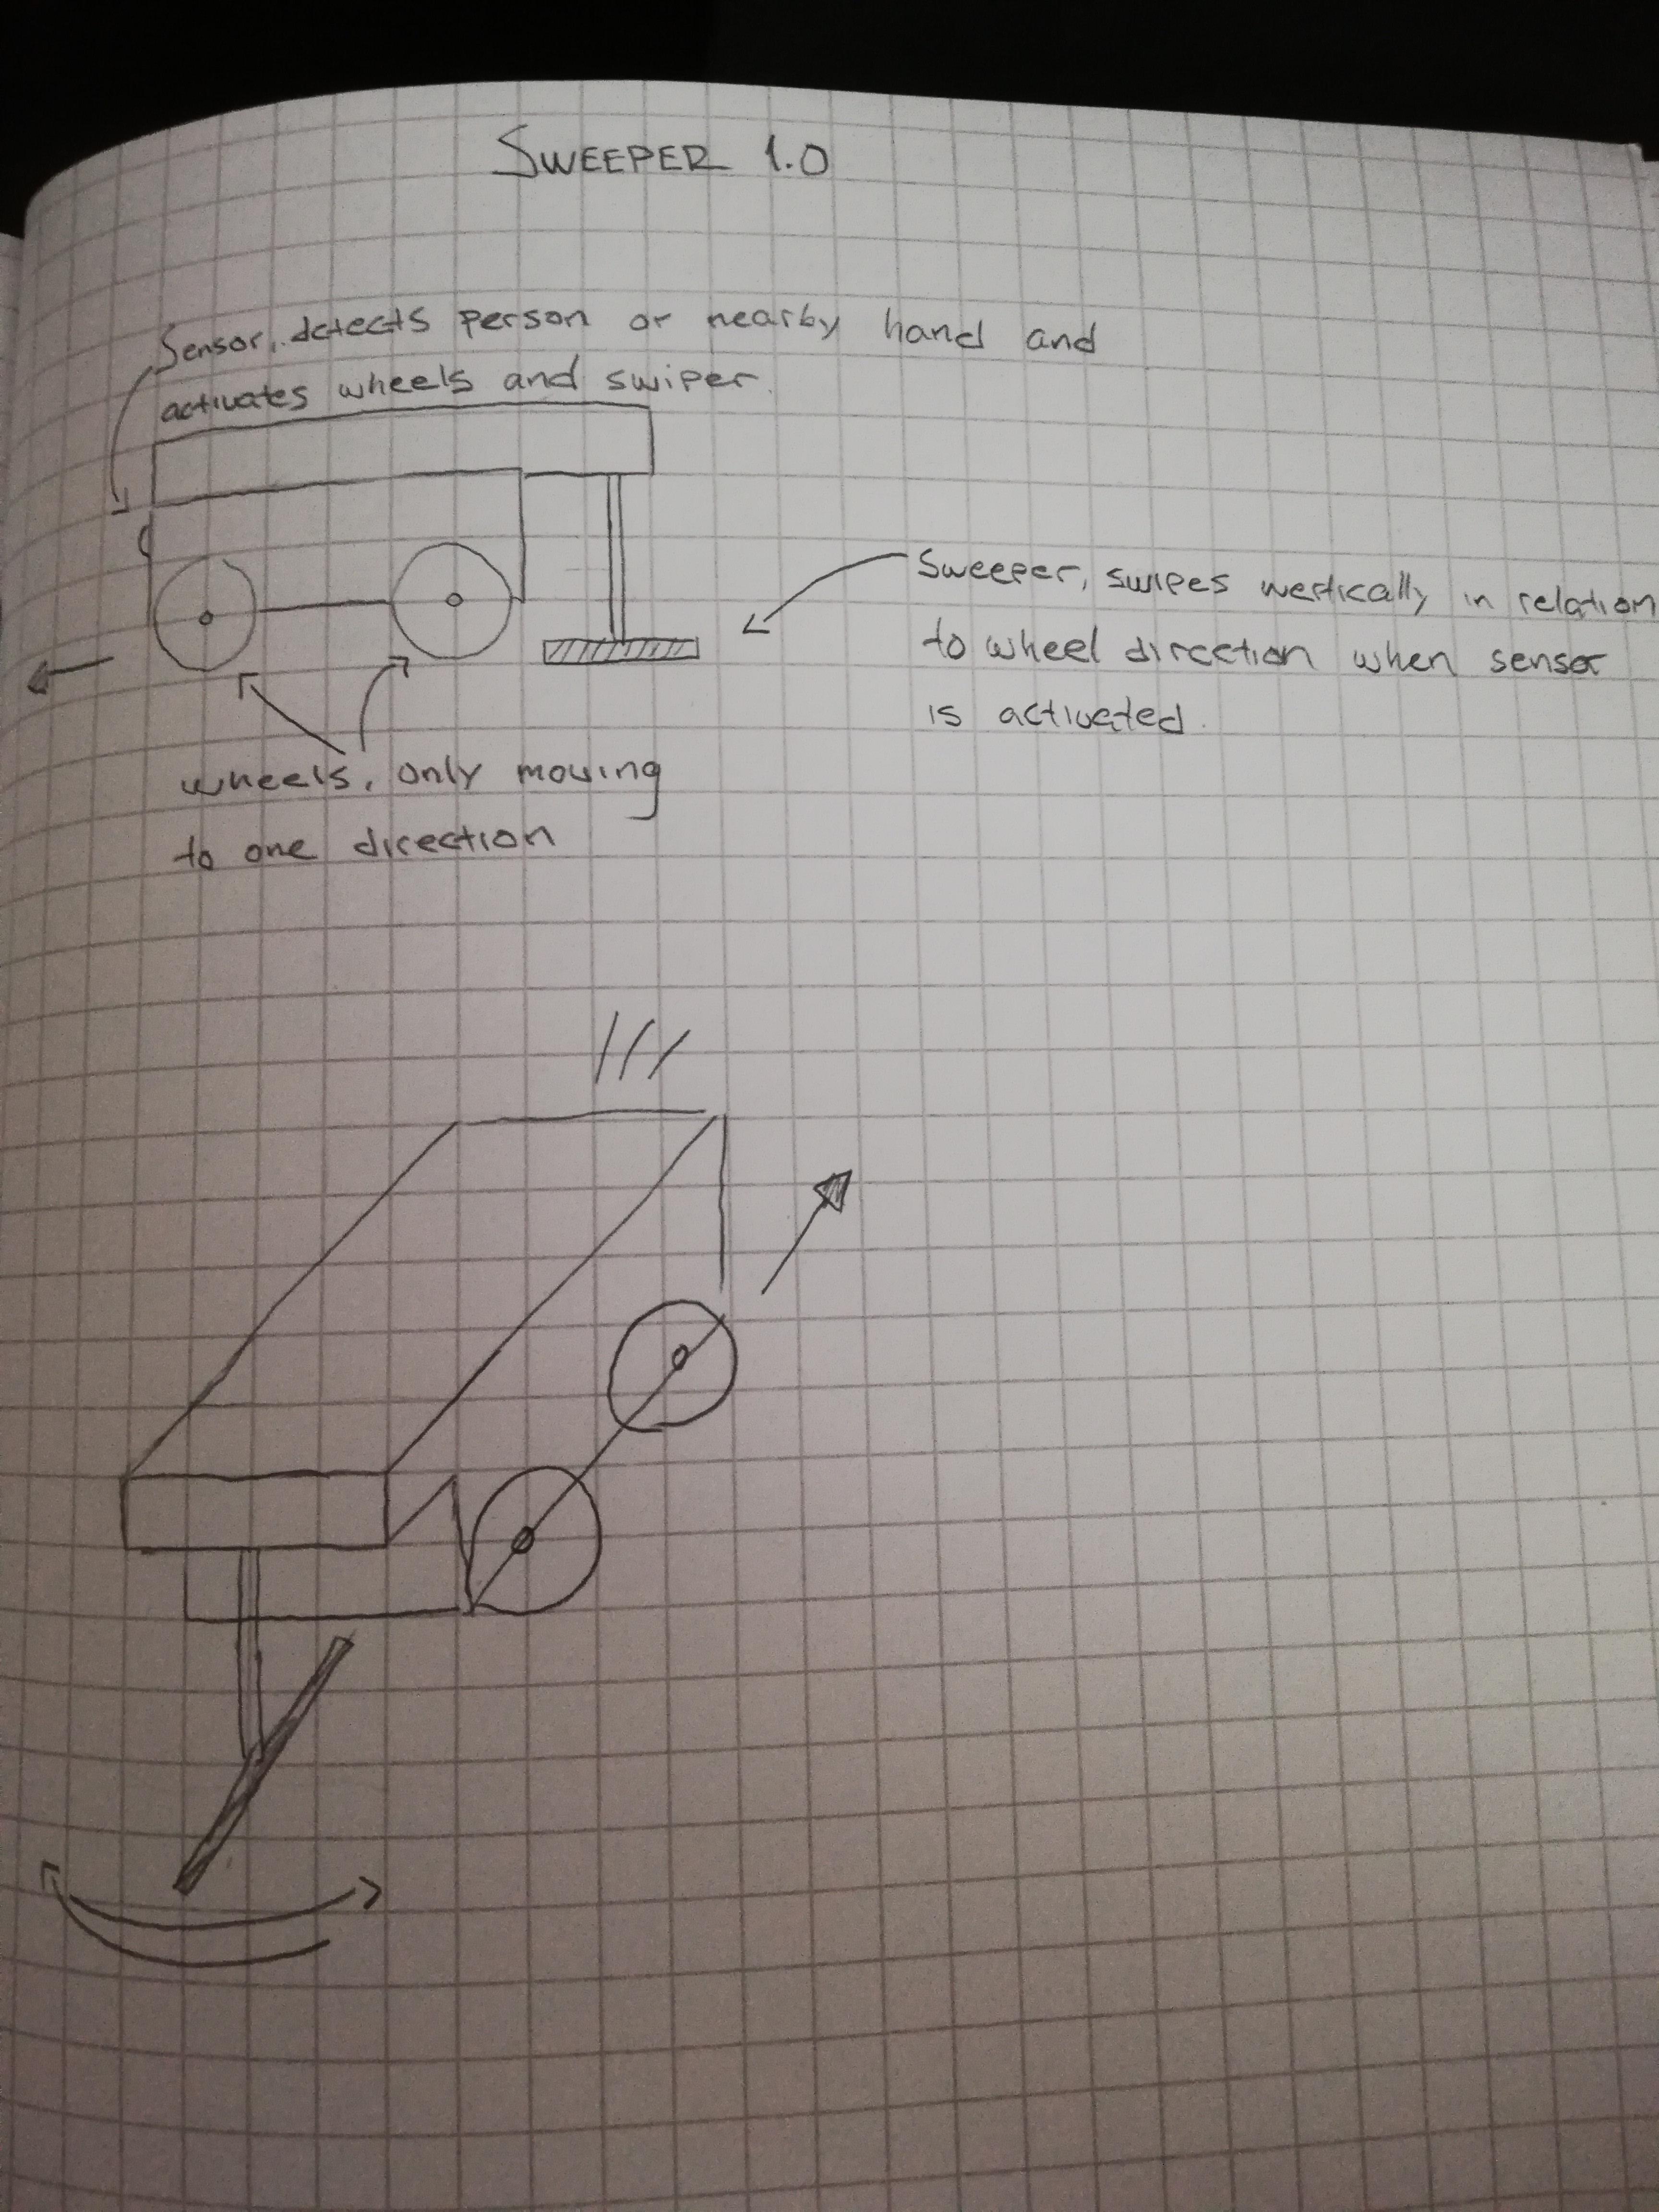 SWEEPER 1.0
Sensor, detects person or nearby hand and
activates wheels and swiper.
Sweeper, swipes vertically in relation
to wheel direction when sensor
is activated.
wheels, only moving
to one direction